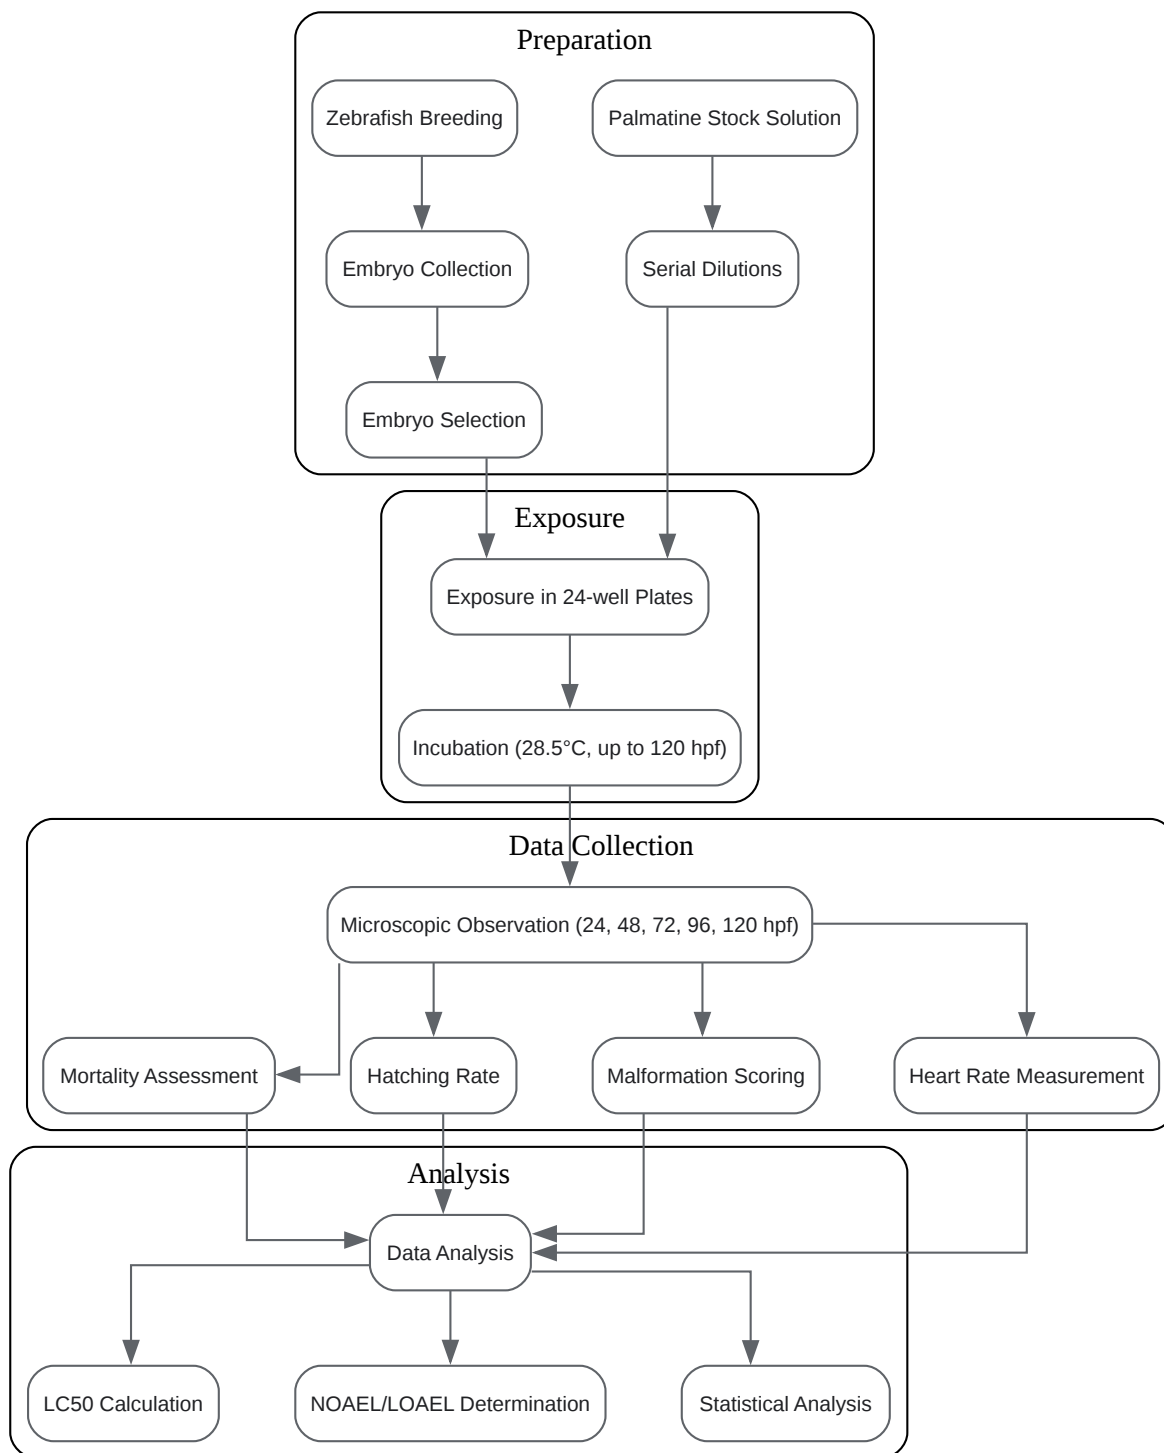 Preparation
Zebrafish Breeding
Palmatine Stock Solution
Embryo Collection
Serial Dilutions
Embryo Selection
Exposure
Exposure in 24-well Plates
Incubation (28.5°C, up to 120 hpf)
Data Collection
Microscopic Observation (24, 48, 72, 96, 120 hpf)
Mortality Assessment
Hatching Rate
Malformation Scoring
Heart Rate Measurement
Analysis
Data Analysis
LC50 Calculation
NOAEL/LOAEL Determination
Statistical Analysis